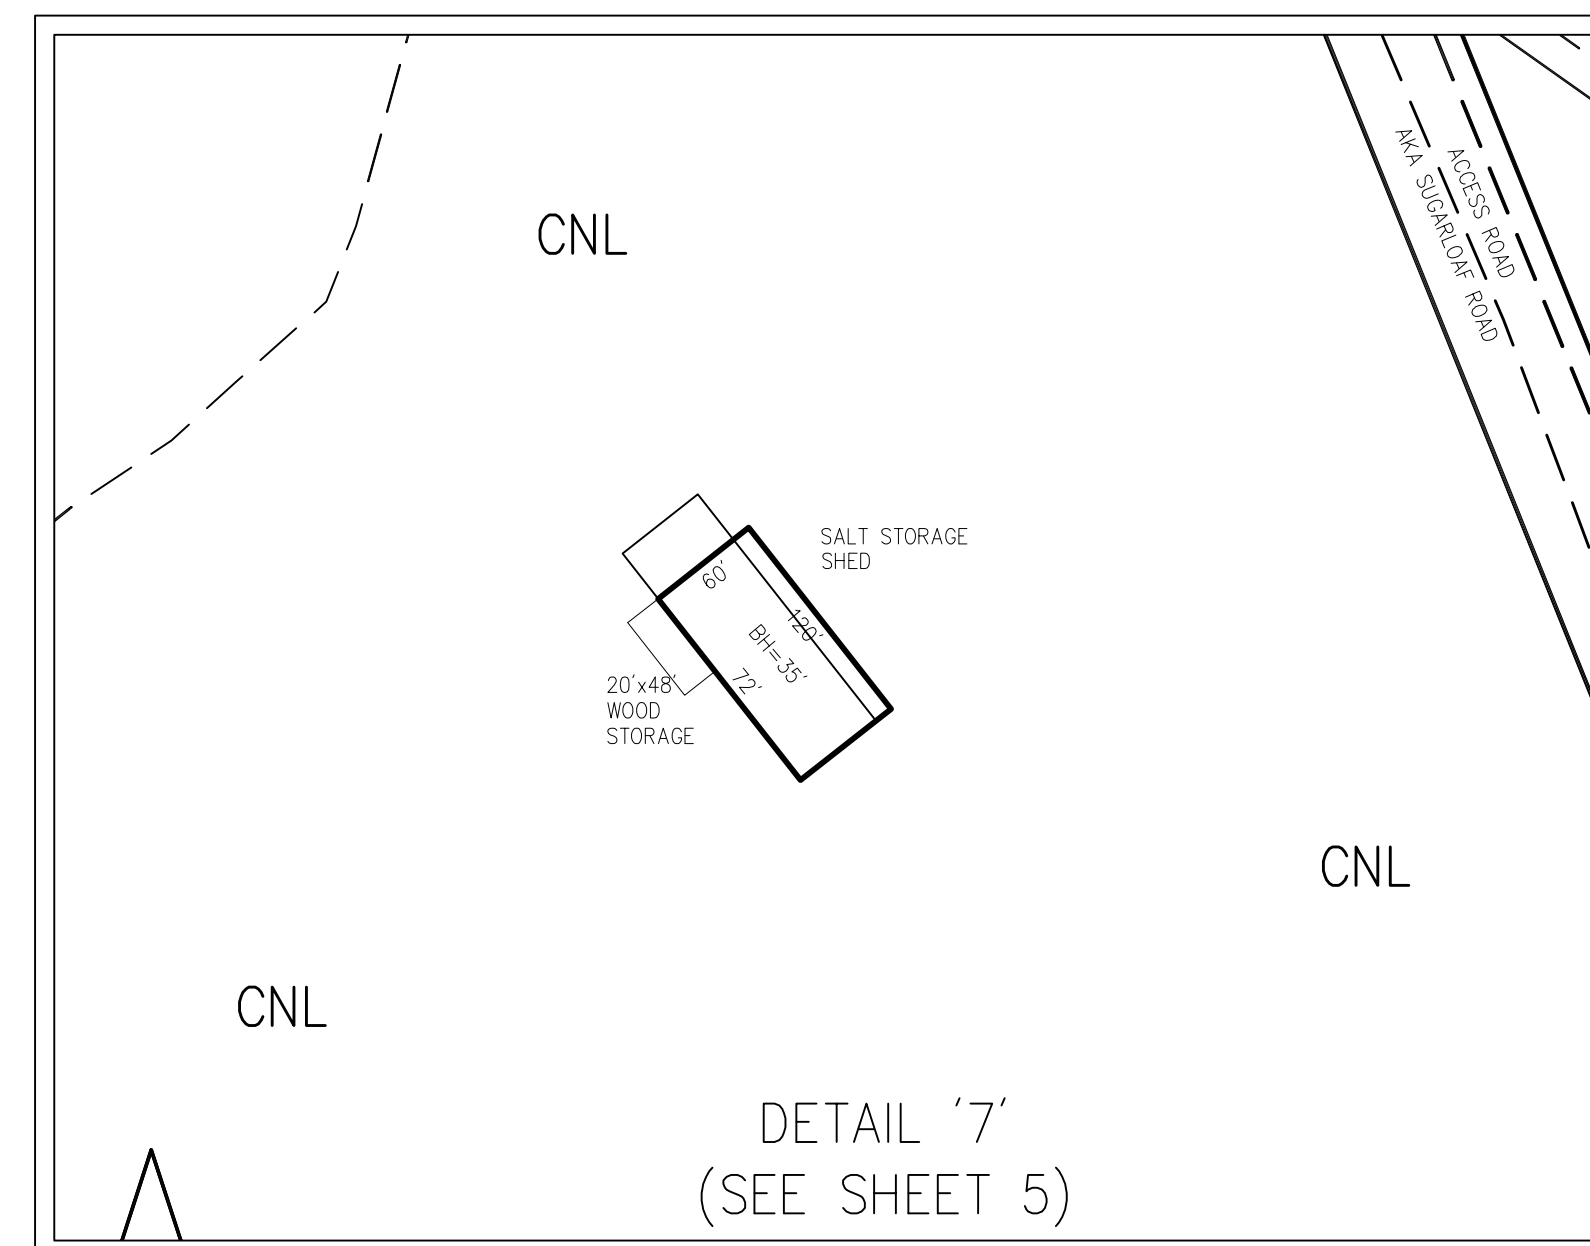 AKA SUGARLOAF ROAD
ACCESS ROAD
CNL
SALT STORAGE
SHED
60'
120'
BH=35'
72'
20'x48'
WOOD
STORAGE
CNL
CNL
DETAIL '7'
(SEE SHEET 5)